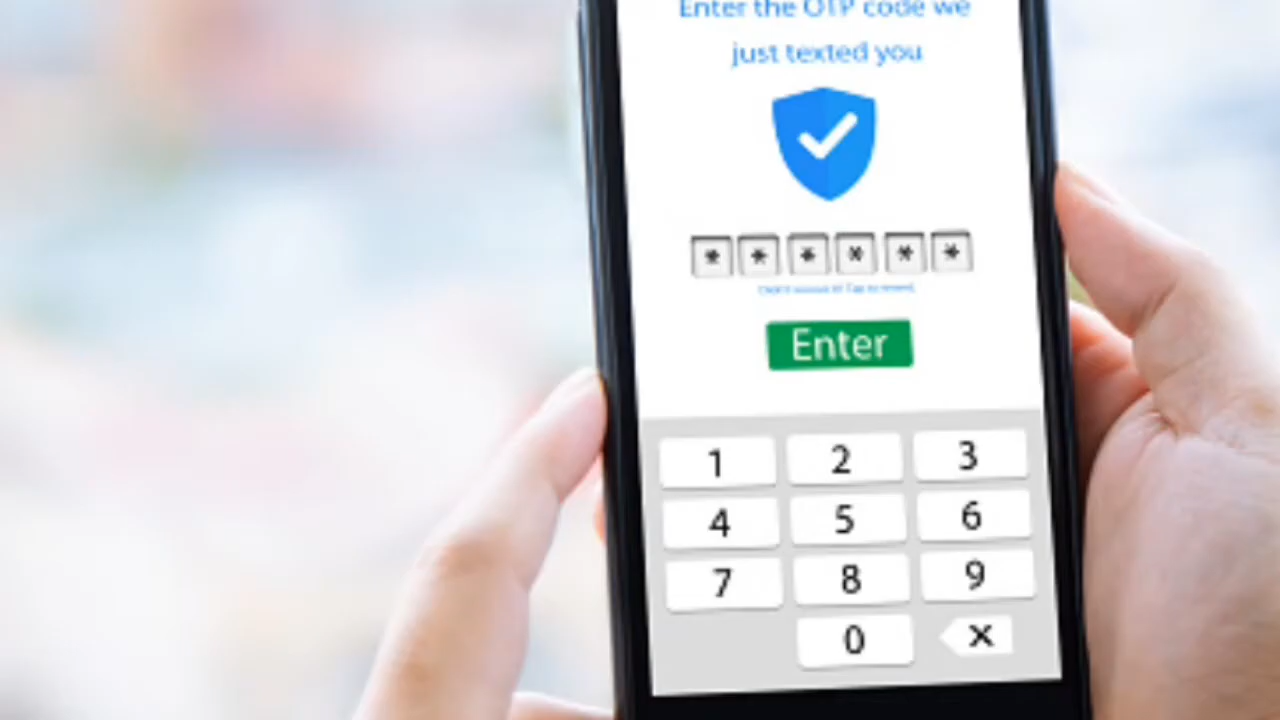 Enter the OTP code we
just texted you
* * * * * *
Enter
1 2 3
4 5 6
7 8 9
0 X